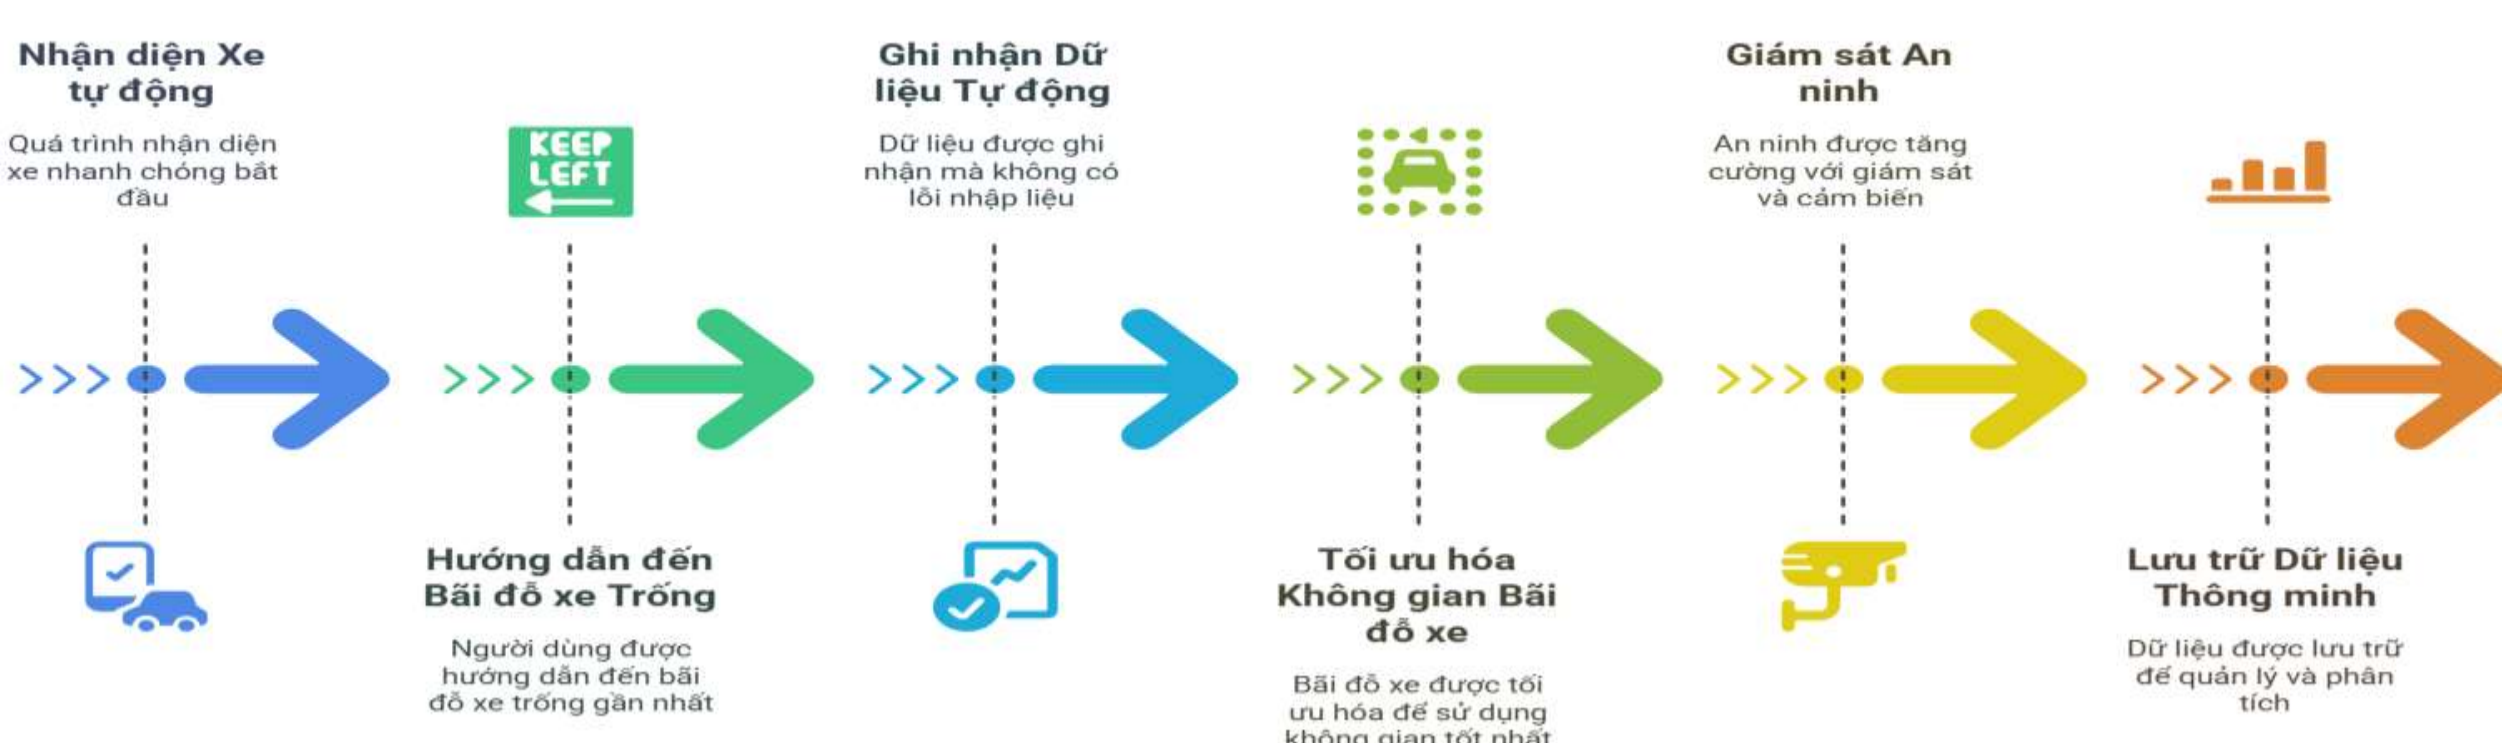 Nhận diện Xe
tự động
Quá trình nhận diện
xe nhanh chóng bắt
đầu
KEEP
LEFT
Hướng dẫn đến
Bãi đỗ xe Trống
Người dùng được
hướng dẫn đến bãi
đỗ xe trống gần nhất
Ghi nhận Dữ
liệu Tự động
Dữ liệu được ghi
nhận mà không có
lỗi nhập liệu
Tối ưu hóa
Không gian Bãi
đỗ xe
Bãi đỗ xe được tối
ưu hóa để sử dụng
không gian tốt nhất
Giám sát An
ninh
An ninh được tăng
cường với giám sát
và cảm biến
Lưu trữ Dữ liệu
Thông minh
Dữ liệu được lưu trữ
để quản lý và phân
tích